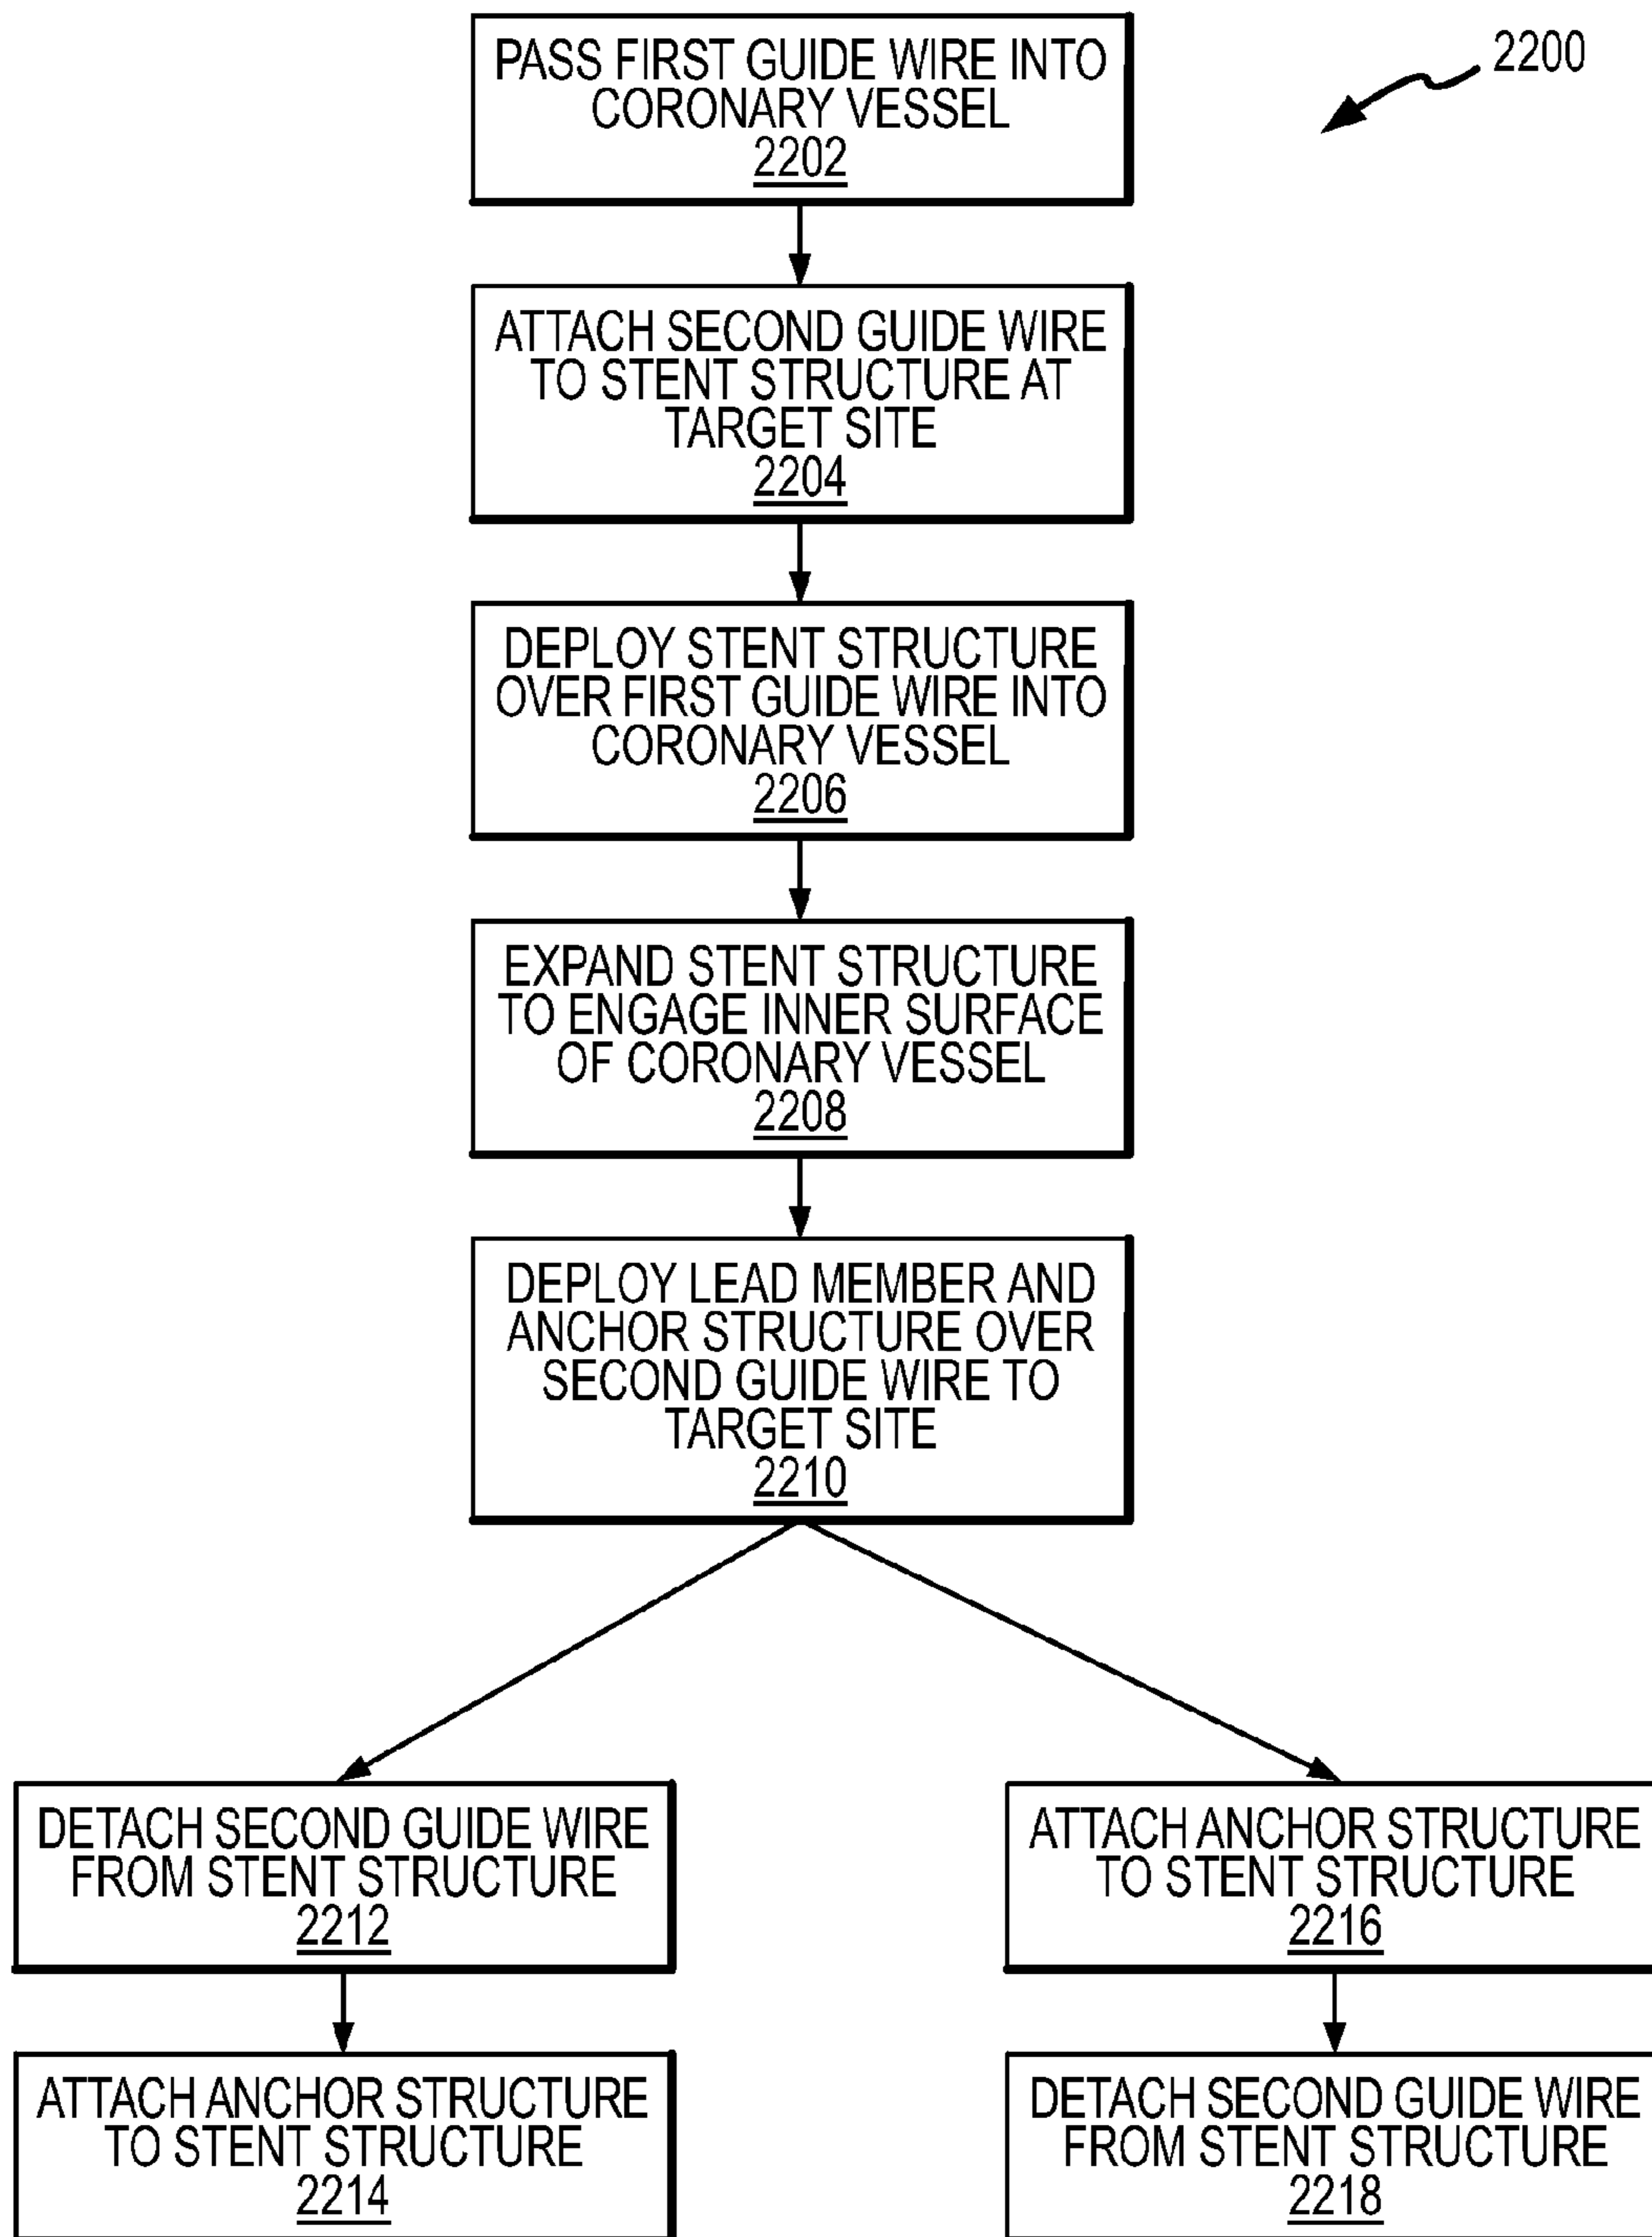 PASS FIRST GUIDE WIRE INTO
CORONARY VESSEL
2202
2200
ATTACH SECOND GUIDE WIRE
TO STENT STRUCTURE AT
TARGET SITE
2204
DEPLOY STENT STRUCTURE
OVER FIRST GUIDE WIRE INTO
CORONARY VESSEL
2206
EXPAND STENT STRUCTURE
TO ENGAGE INNER SURFACE
OF CORONARY VESSEL
2208
DEPLOY LEAD MEMBER AND
ANCHOR STRUCTURE OVER
SECOND GUIDE WIRE TO
TARGET SITE
2210
DETACH SECOND GUIDE WIRE
FROM STENT STRUCTURE
2212
ATTACH ANCHOR STRUCTURE
TO STENT STRUCTURE
2214
ATTACH ANCHOR STRUCTURE
TO STENT STRUCTURE
2216
DETACH SECOND GUIDE WIRE
FROM STENT STRUCTURE
2218